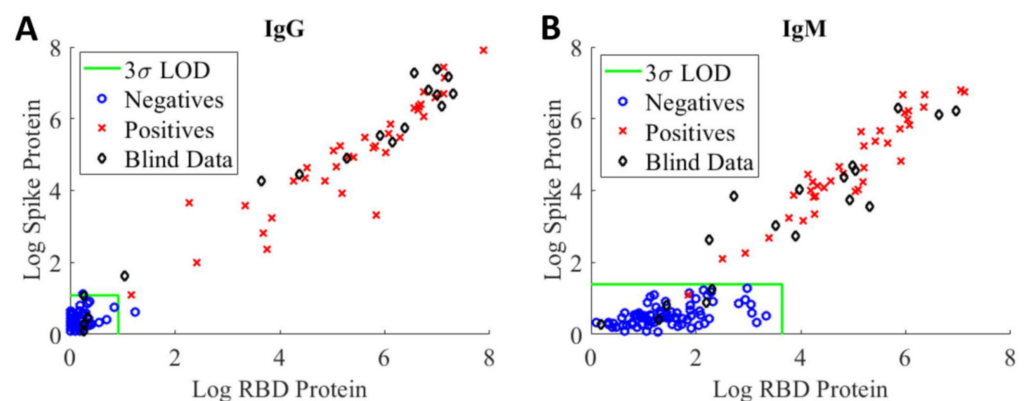 A
IgG
8
6
4
2
0
Log Spike Protein
3σ LOD
Negatives
Positives
Blind Data
0 2 4 6 8
Log RBD Protein
B
IgM
8
6
4
2
0
Log Spike Protein
3σ LOD
Negatives
Positives
Blind Data
0 2 4 6 8
Log RBD Protein